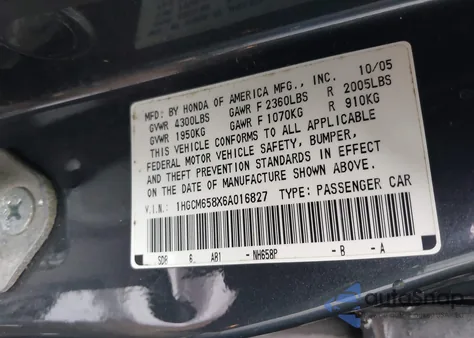 MFD. BY HONDA OF AMERICA MFG., INC. 10/05
GVWR 4300LBS GAWR F 2360LBS R 2005LBS
GVWR 1950KG GAWR F 1070KG R 910KG
THIS VEHICLE CONFORMS TO ALL APPLICABLE
FEDERAL MOTOR VEHICLE SAFETY, BUMPER,
AND THEFT PREVENTION STANDARDS IN EFFECT
ON THE DATE OF MANUFACTURE SHOWN ABOVE.
V.I.N.: 1HGCM658X6A016827 TYPE: PASSENGER CAR
SDB 6 AB1 - NH658P - B - A